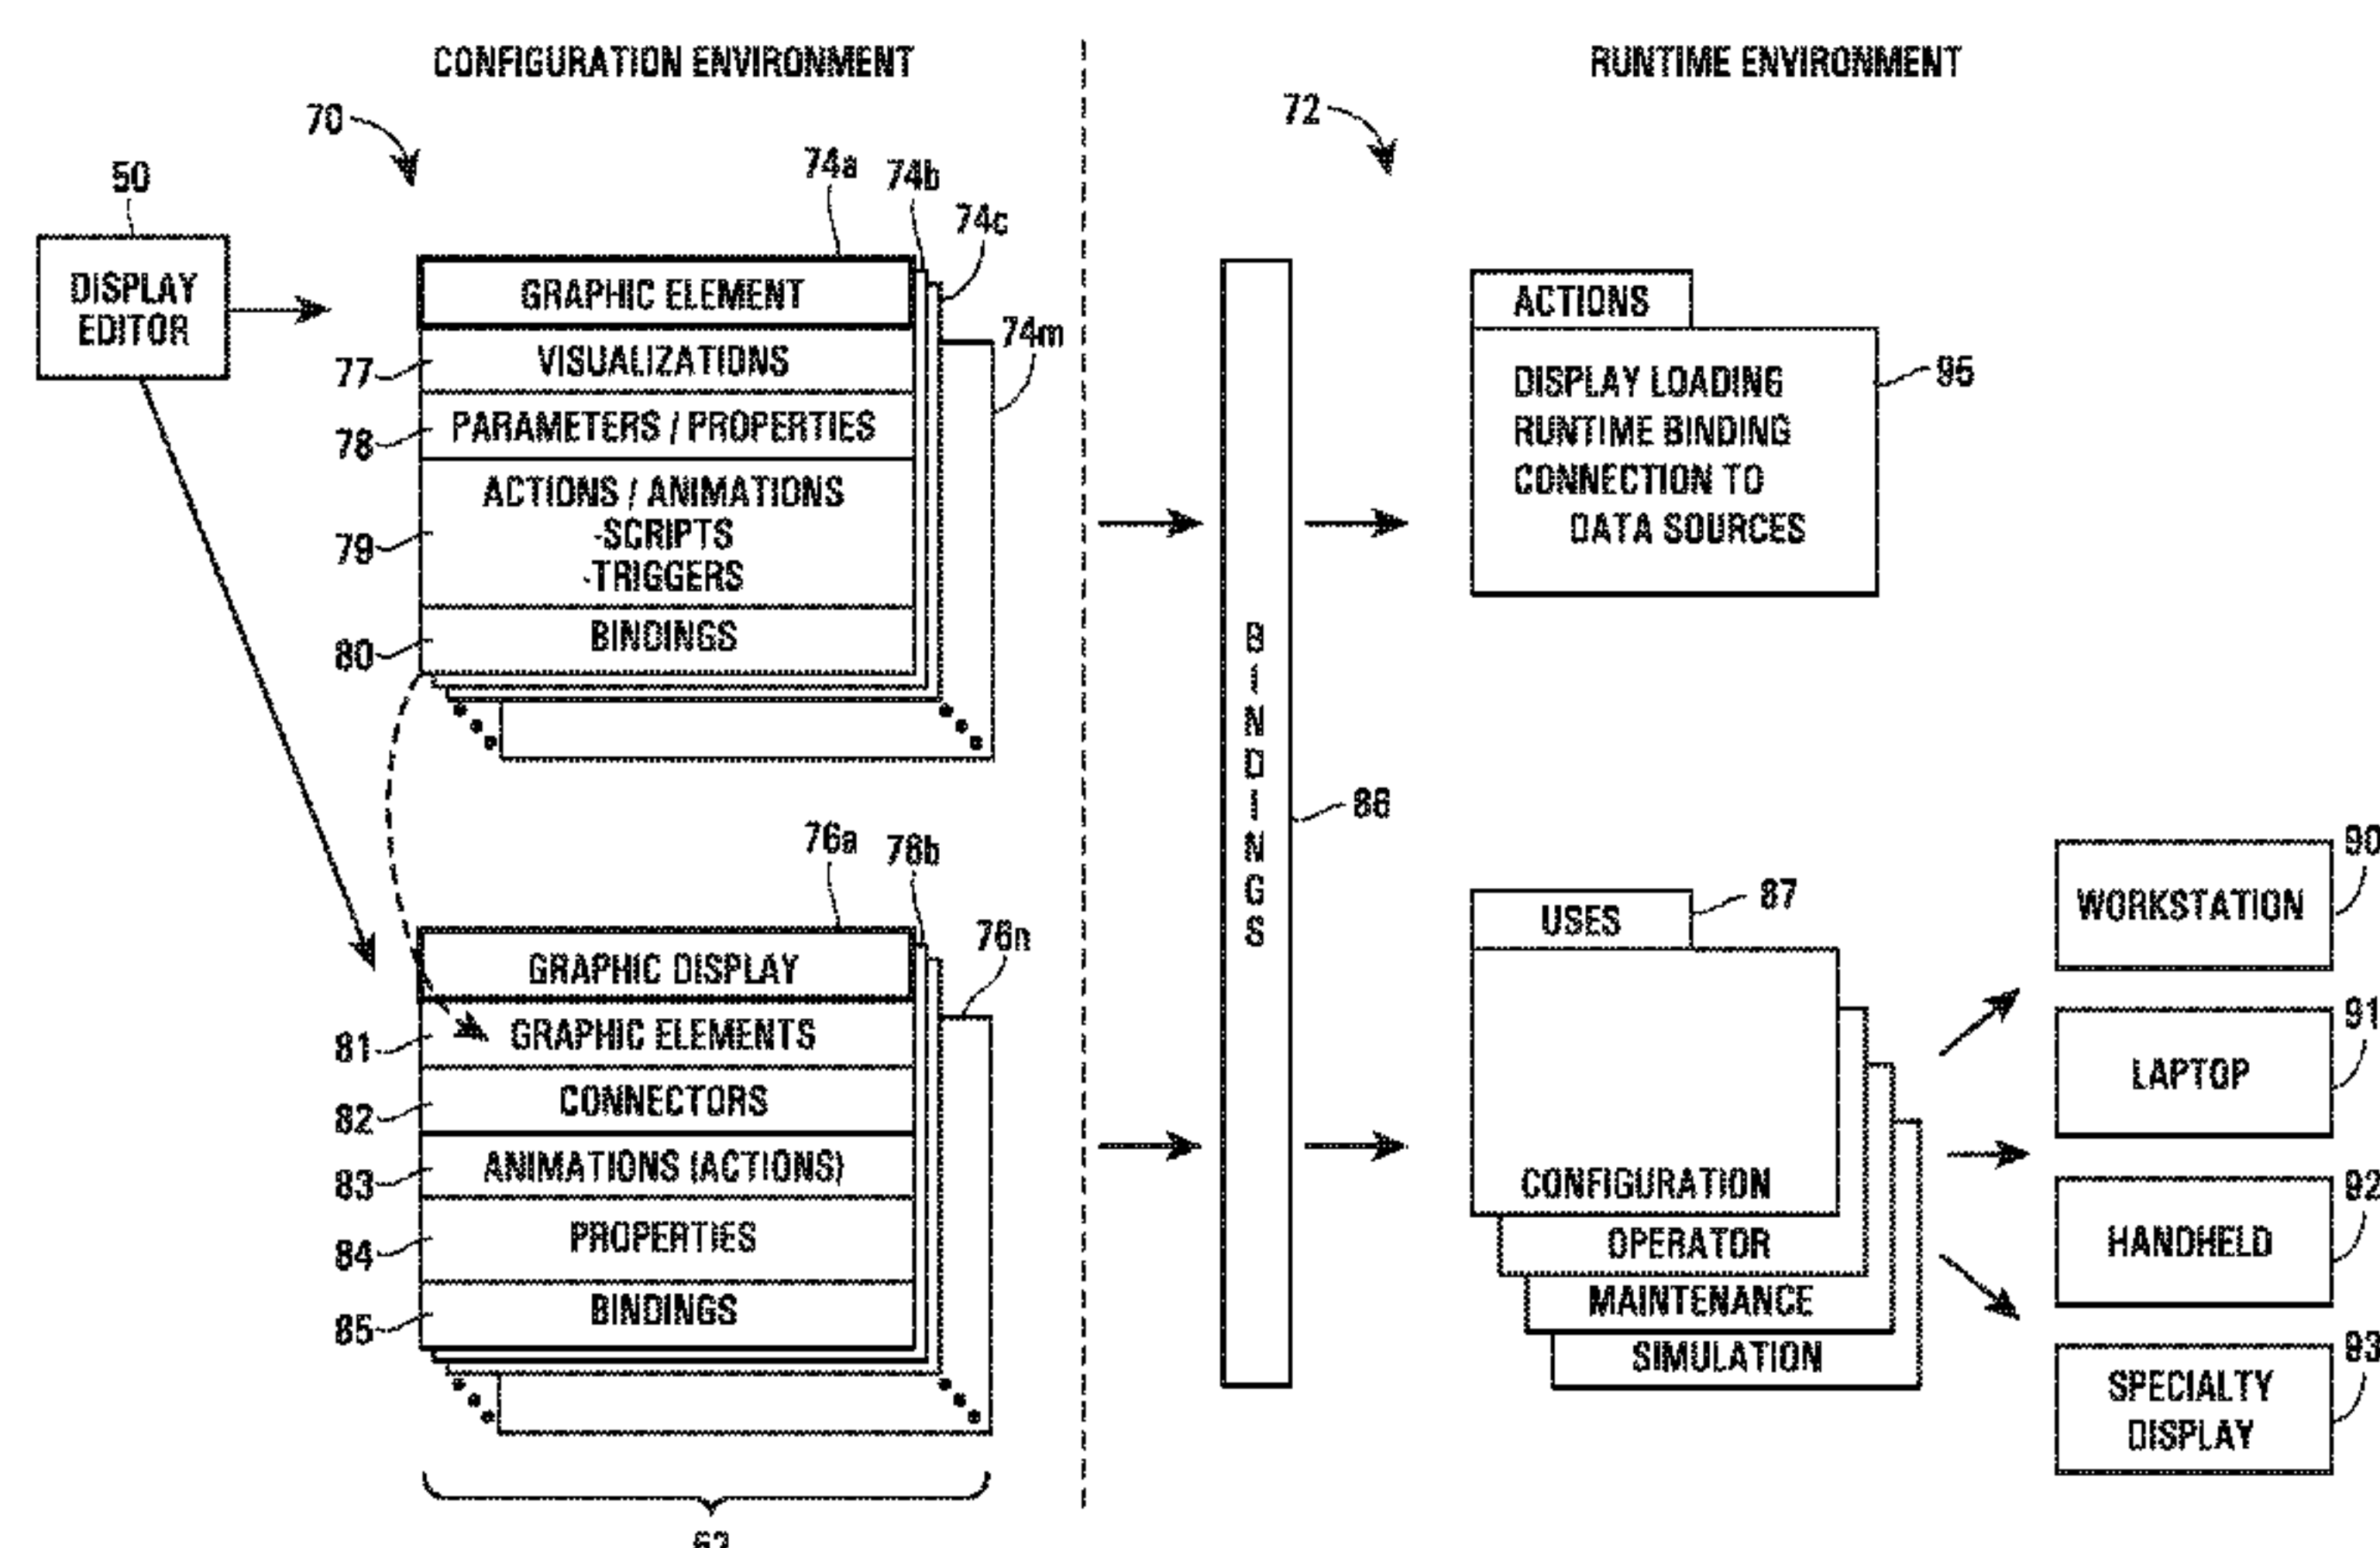 CONFIGURATION ENVIRONMENT
RUNTIME ENVIRONMENT
70
72
50
DISPLAY
EDITOR
74a
74b
74c
74m
GRAPHIC ELEMENT
77
VISUALIZATIONS
78
PARAMETERS / PROPERTIES
79
ACTIONS / ANIMATIONS
-SCRIPTS
-TRIGGERS
80
BINDINGS
76a
76b
76n
GRAPHIC DISPLAY
81
GRAPHIC ELEMENTS
82
CONNECTORS
83
ANIMATIONS (ACTIONS)
84
PROPERTIES
85
BINDINGS
BINDINGS
86
ACTIONS
DISPLAY LOADING
RUNTIME BINDING
CONNECTION TO
DATA SOURCES
95
USES
87
CONFIGURATION
OPERATOR
MAINTENANCE
SIMULATION
90
WORKSTATION
91
LAPTOP
92
HANDHELD
93
SPECIALTY
DISPLAY